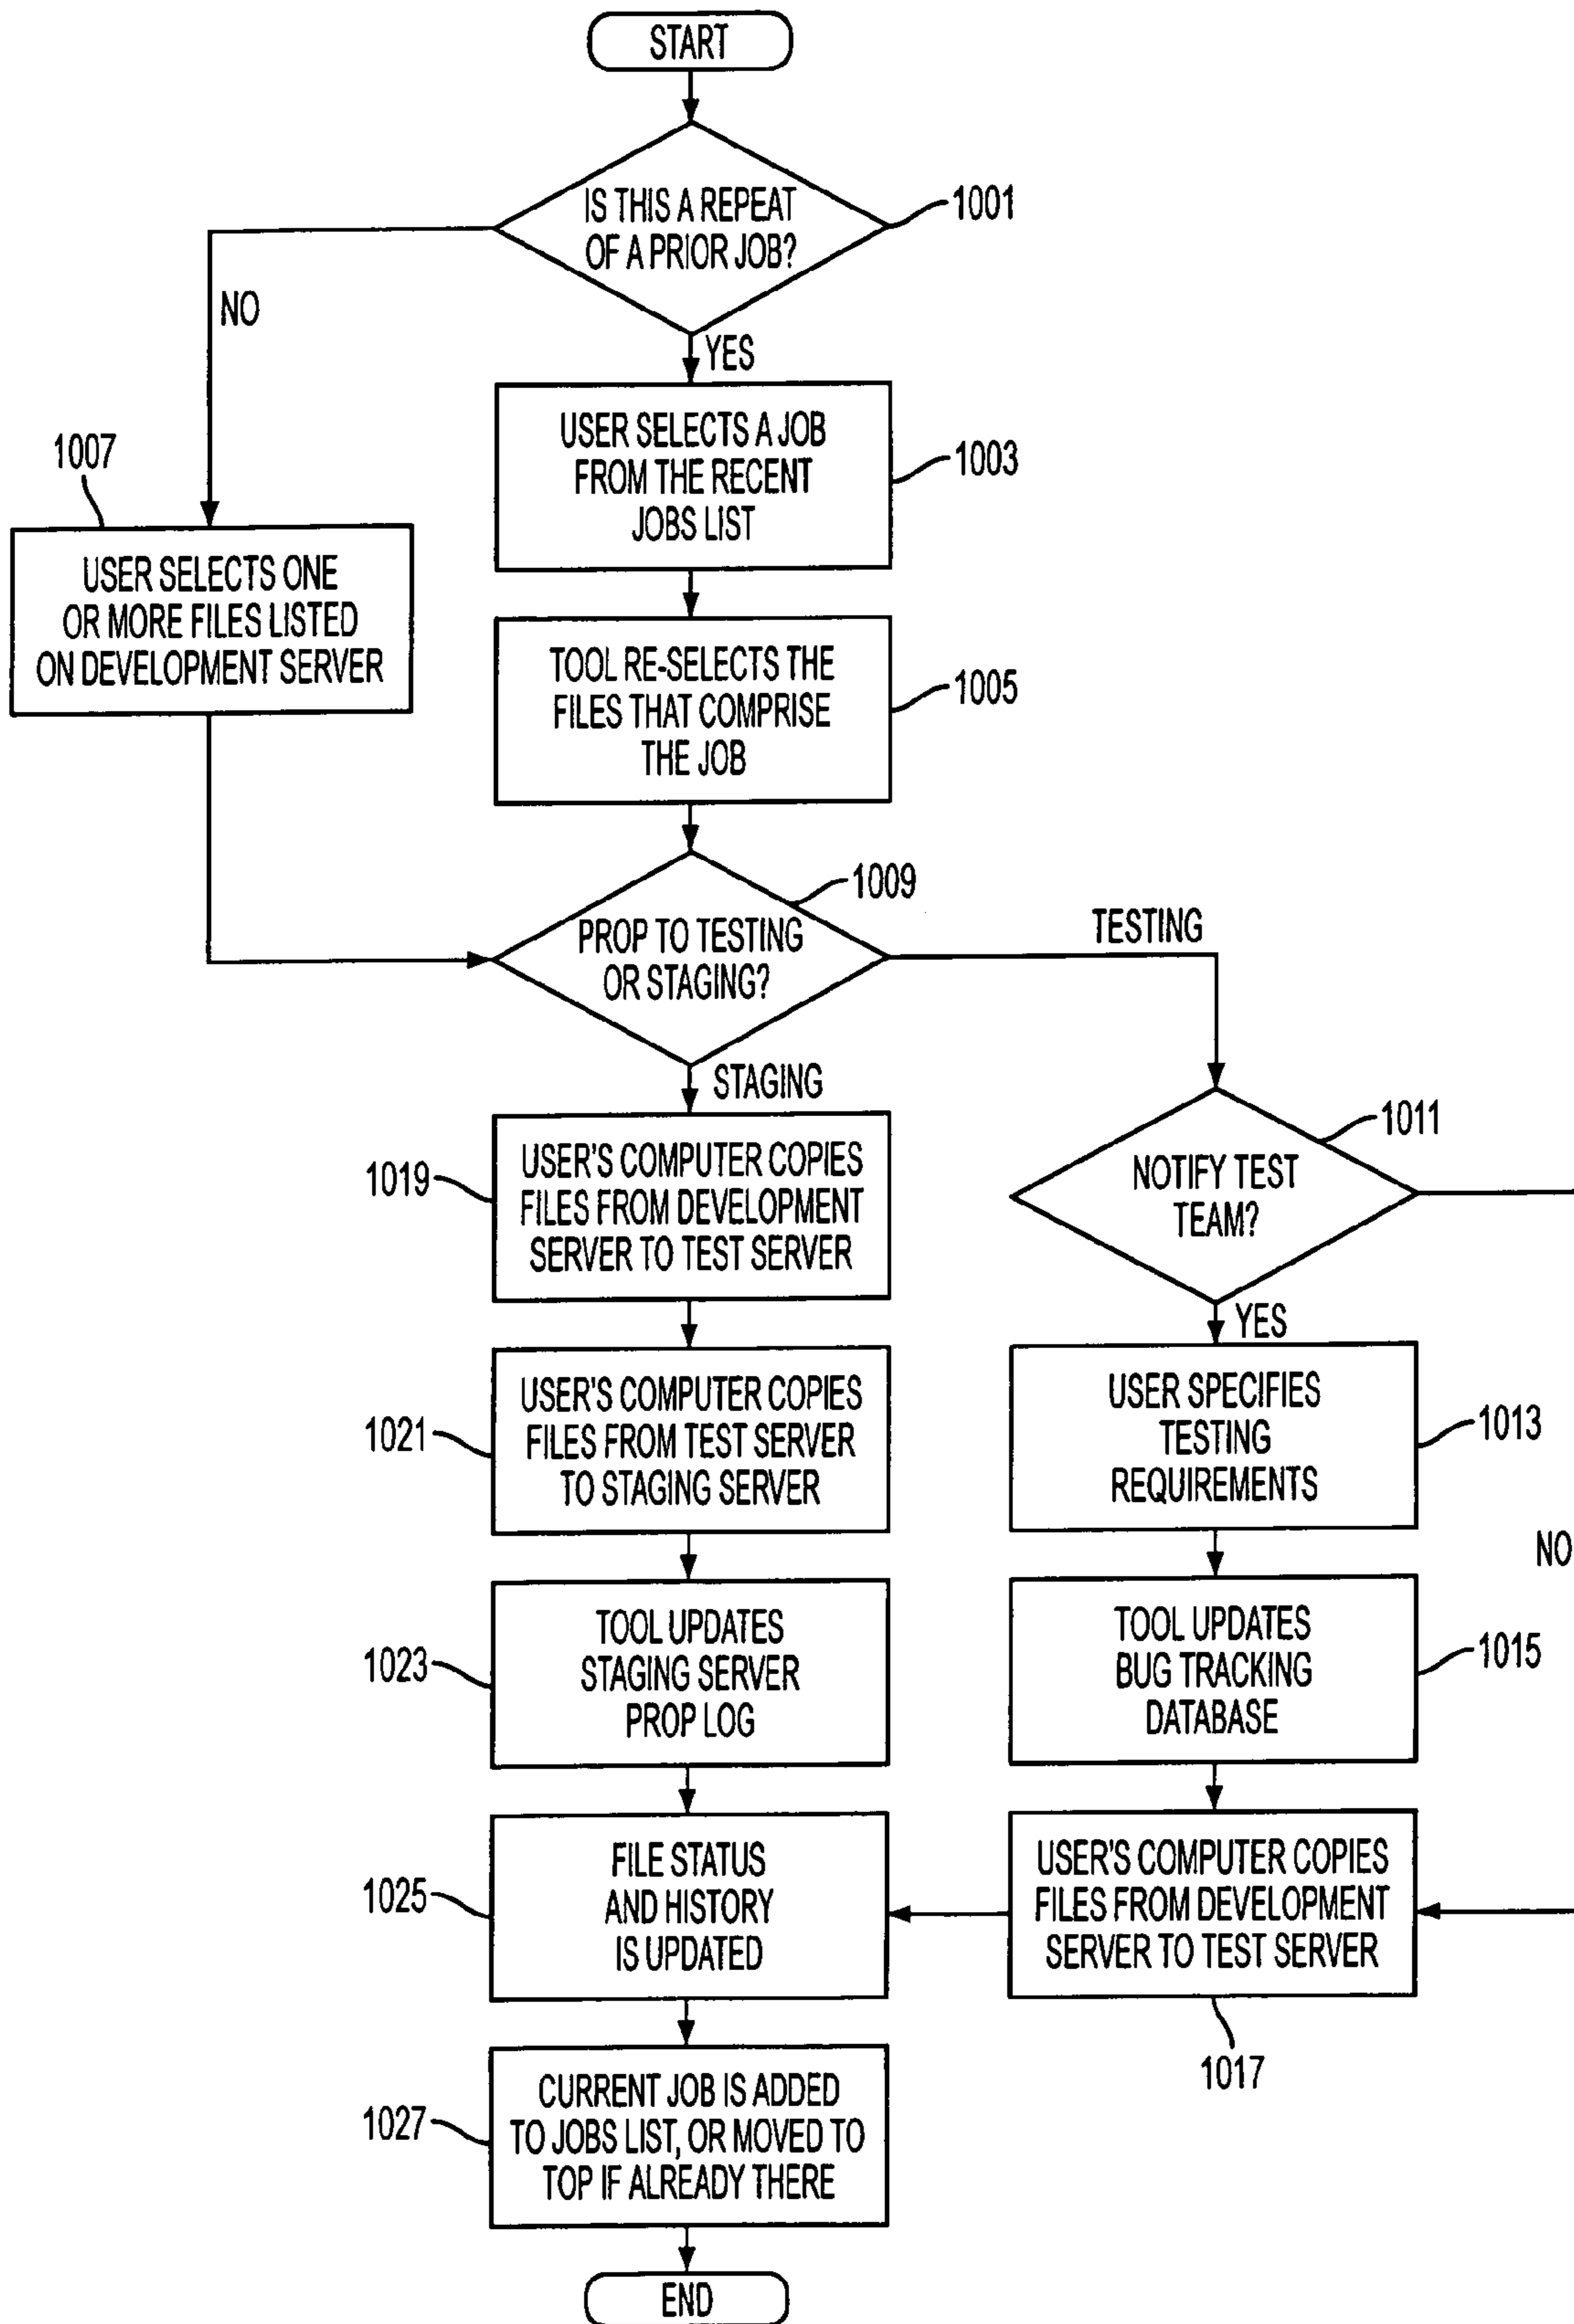 START
IS THIS A REPEAT
OF A PRIOR JOB?
1001
NO
YES
USER SELECTS A JOB
FROM THE RECENT
JOBS LIST
1003
1007
USER SELECTS ONE
OR MORE FILES LISTED
ON DEVELOPMENT SERVER
TOOL RE-SELECTS THE
FILES THAT COMPRISE
THE JOB
1005
PROP TO TESTING
OR STAGING?
1009
TESTING
STAGING
NOTIFY TEST
TEAM?
1011
1019
USER'S COMPUTER COPIES
FILES FROM DEVELOPMENT
SERVER TO TEST SERVER
YES
1021
USER'S COMPUTER COPIES
FILES FROM TEST SERVER
TO STAGING SERVER
USER SPECIFIES
TESTING
REQUIREMENTS
1013
NO
1023
TOOL UPDATES
STAGING SERVER
PROP LOG
TOOL UPDATES
BUG TRACKING
DATABASE
1015
1025
FILE STATUS
AND HISTORY
IS UPDATED
USER'S COMPUTER COPIES
FILES FROM DEVELOPMENT
SERVER TO TEST SERVER
1017
1027
CURRENT JOB IS ADDED
TO JOBS LIST, OR MOVED TO
TOP IF ALREADY THERE
END